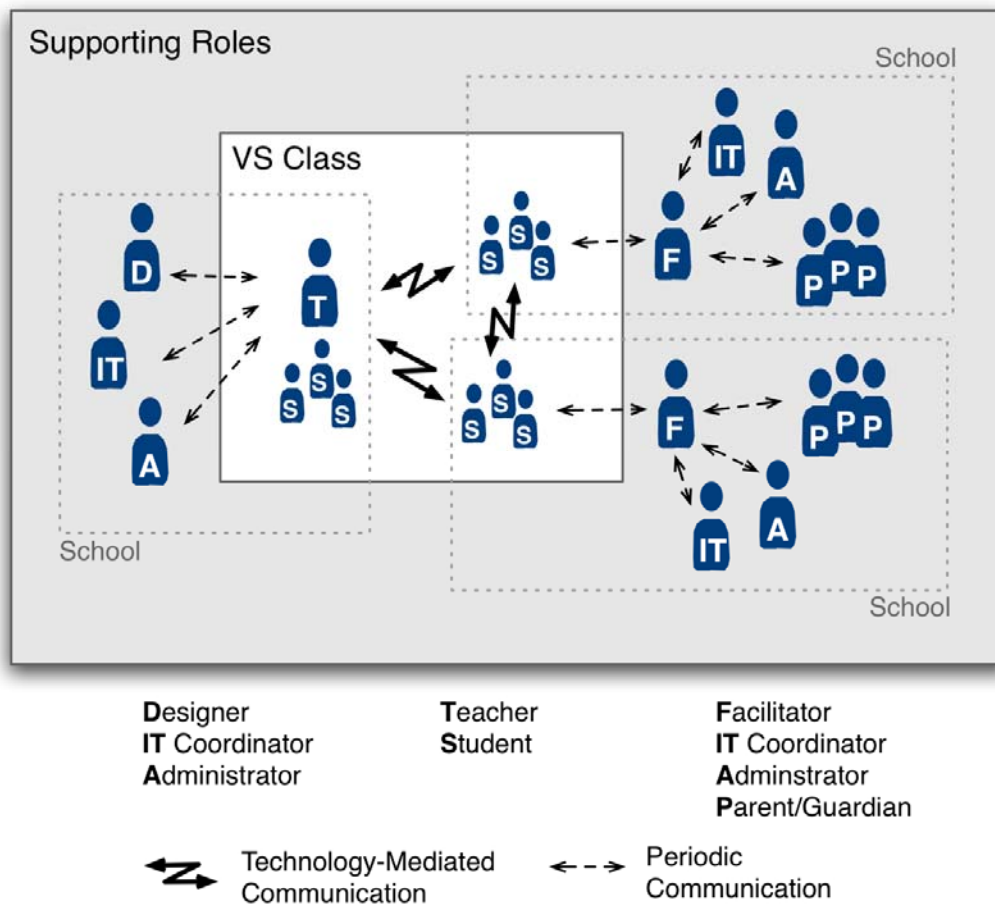 Supporting Roles
School
VS Class
IT
A
D
S
S
S
F
P
P
P
T
IT
S
S
S
S
S
S
F
P
P
P
A
A
IT
School
School
Designer
IT Coordinator
Administrator
Teacher
Student
Facilitator
IT Coordinator
Adminstrator
Parent/Guardian
Technology-Mediated
Communication
Periodic
Communication